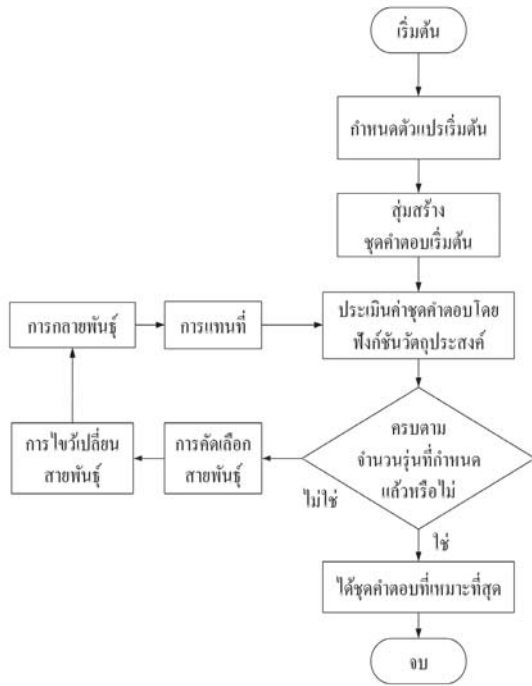 เริ่มต้น
กำหนดตัวแปรเริ่มต้น
สุ่มสร้าง
ชุดคำตอบเริ่มต้น
ประเมินค่าชุดคำตอบโดย
ฟังก์ชันวัตถุประสงค์
การกลายพันธุ์
การแทนที่
ครบตาม
จำนวนรุ่นที่กำหนด
แล้วหรือไม่
การไขว้เปลี่ยน
สายพันธุ์
การคัดเลือก
สายพันธุ์
ไม่ใช่
ใช่
ได้ชุดคำตอบที่เหมาะที่สุด
จบ